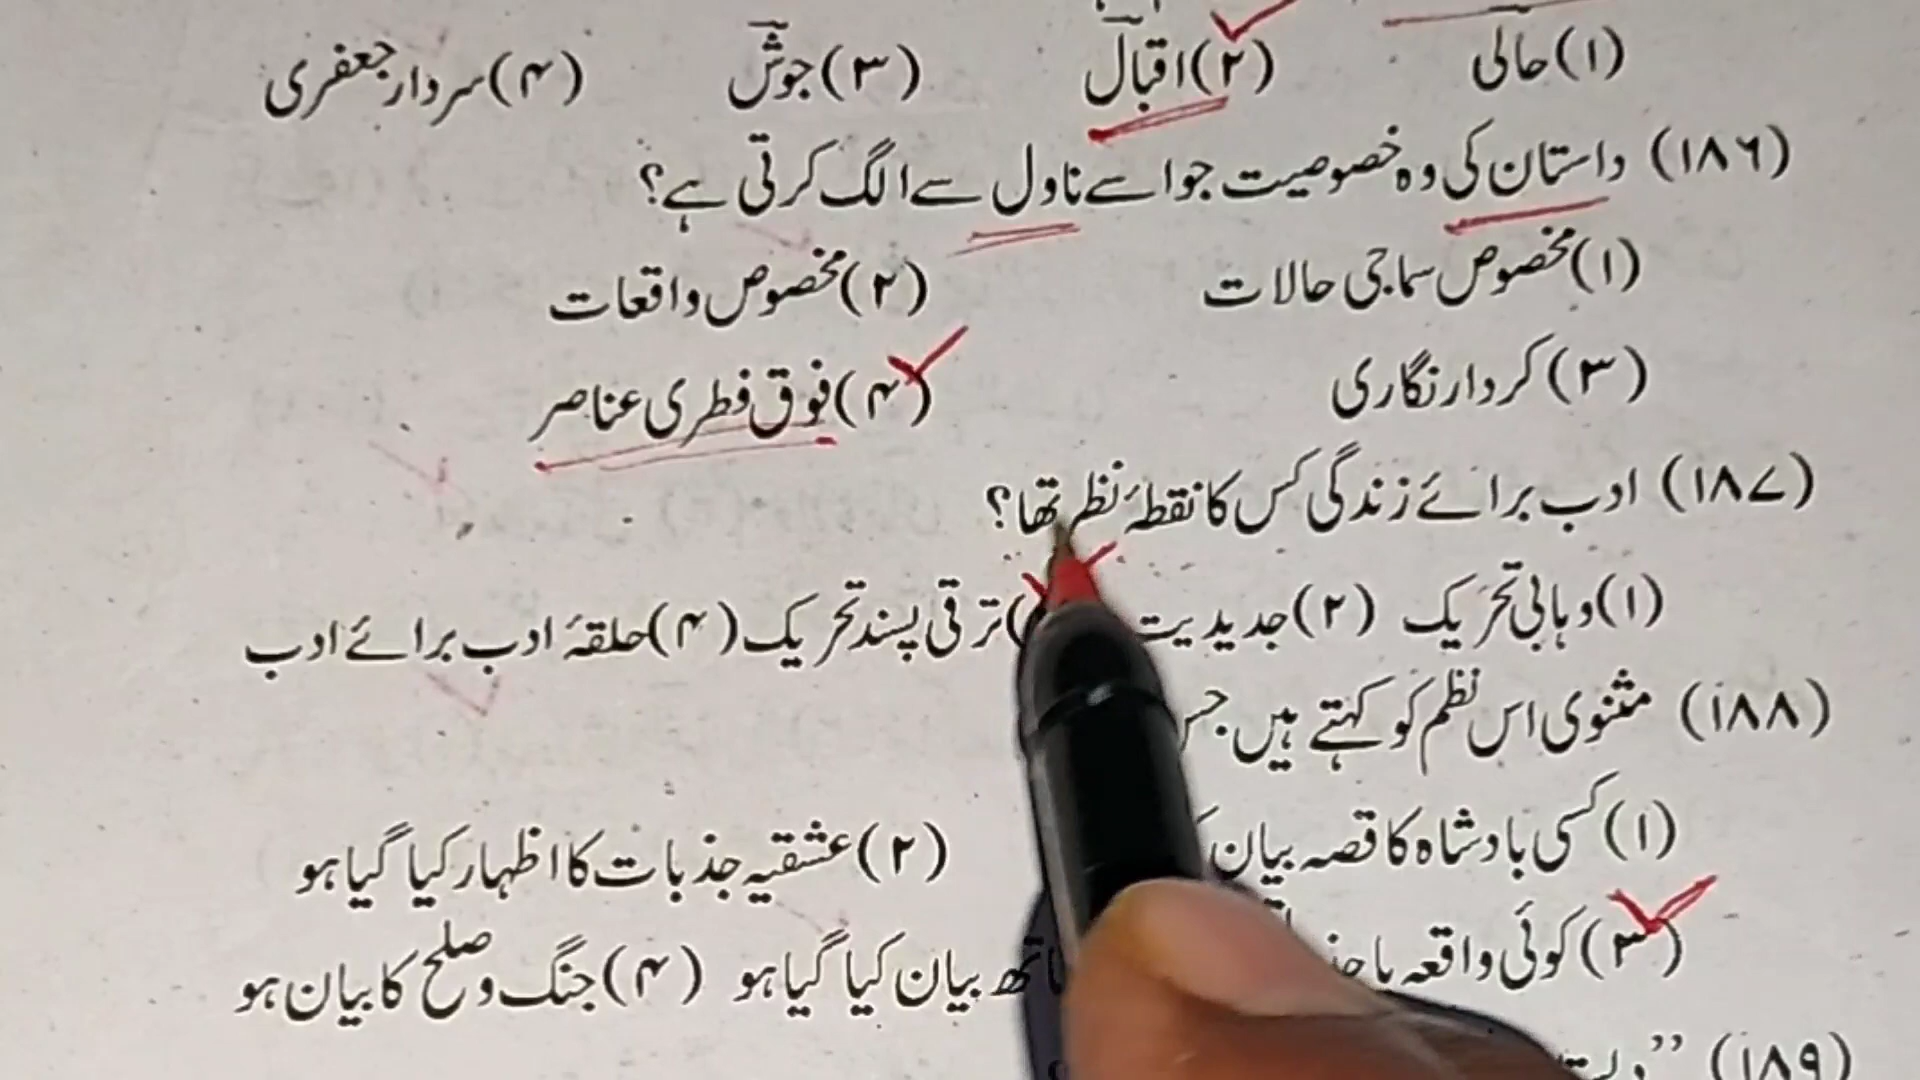 (۱) حالی (۲) اقبال (۳) جوش (۴) سردار جعفری
(۱۸۶) داستان کی وہ خصوصیت جو اسے ناول سے الگ کرتی ہے؟
(۱) مخصوص سماجی حالات (۲) مخصوص واقعات
(۳) کردار نگاری (۴) فوق فطری عناصر
(۱۸۷) ادب برائے زندگی کس کا نقطۂ نظر تھا؟
(۱) وہابی تحریک (۲) جدیدیت ترقی پسند تحریک (۴) حلقۂ ادب برائے ادب
(۱۸۸) مثنوی اس نظم کو کہتے ہیں جس
(۱) کسی بادشاہ کا قصہ بیان (۲) عشقیہ جذبات کا اظہار کیا گیا ہو
(۳) کوئی واقعہ یا بیان کیا گیا ہو (۴) جنگ و صلح کا بیان ہو
(۱۸۹)